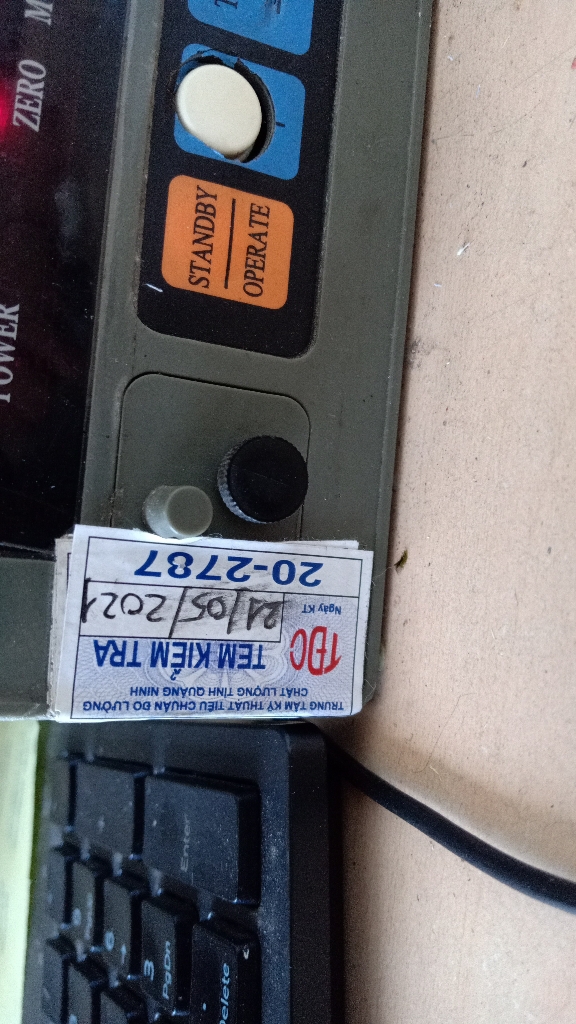 ZERO
M
T
STANDBY
OPERATE
TRUNG TÂM KỸ THUẬT TIÊU CHUẨN ĐO LƯỜNG
CHẤT LƯỢNG TỈNH QUẢNG NINH
TĐC TEM KIỂM TRA
Ngày KT 21/05/2021
20-2787
Enter
3
PgDn
Delete